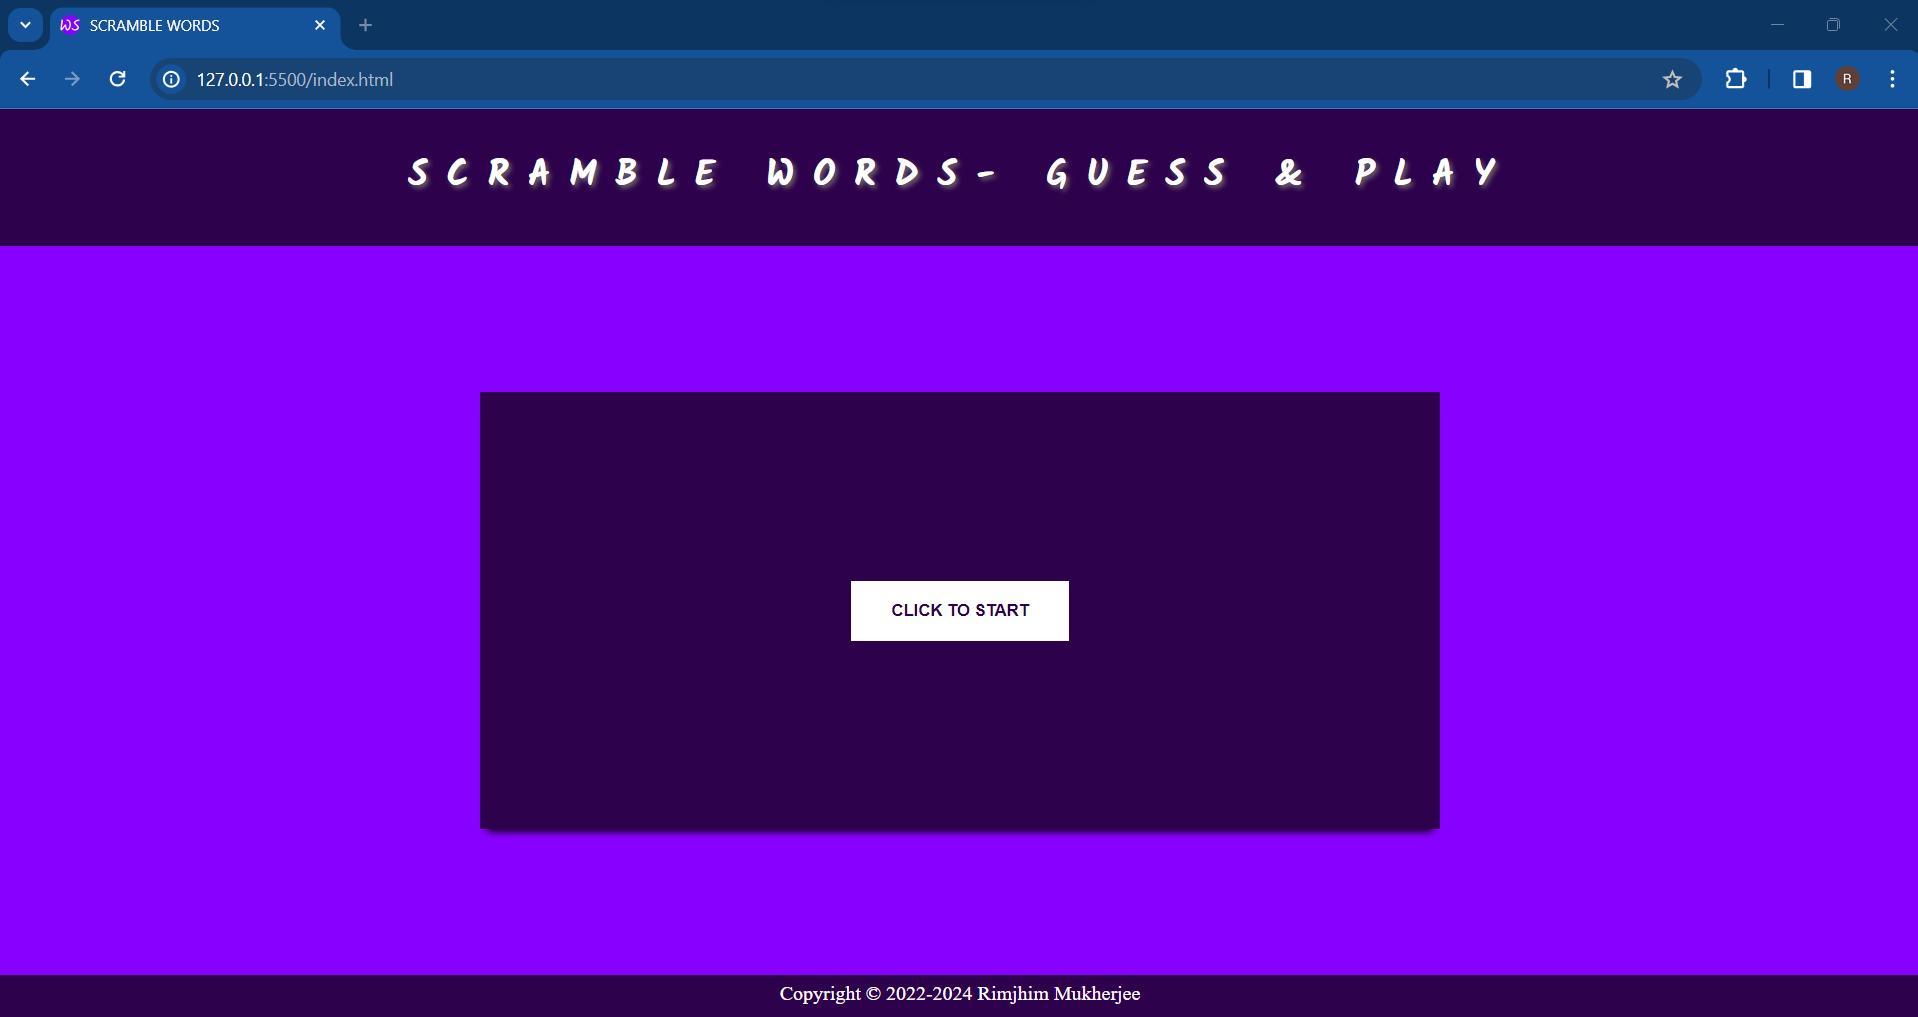 WS SCRAMBLE WORDS
127.0.0.1:5500/index.html
R
SCRAMBLE WORDS- GUESS & PLAY
CLICK TO START
Copyright © 2022-2024 Rimjhim Mukherjee